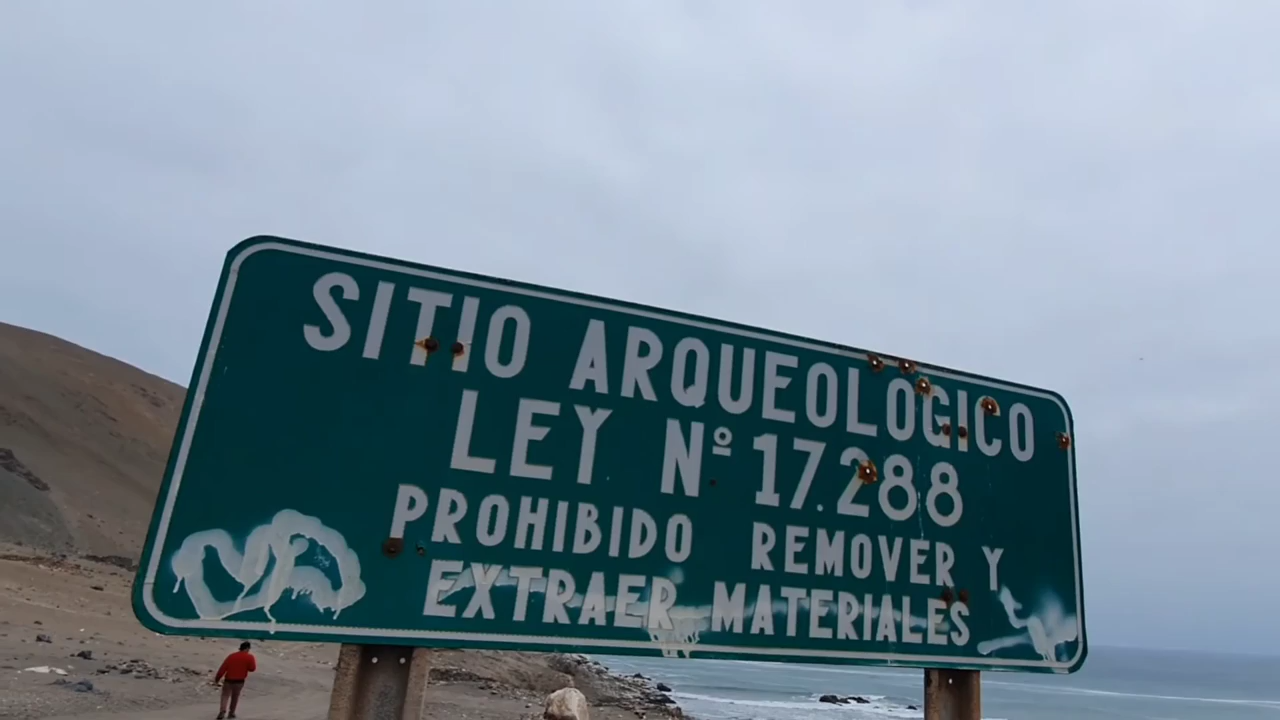 SITIO ARQUEOLOGICO
LEY Nº 17.288
PROHIBIDO REMOVER Y
EXTRAER MATERIALES